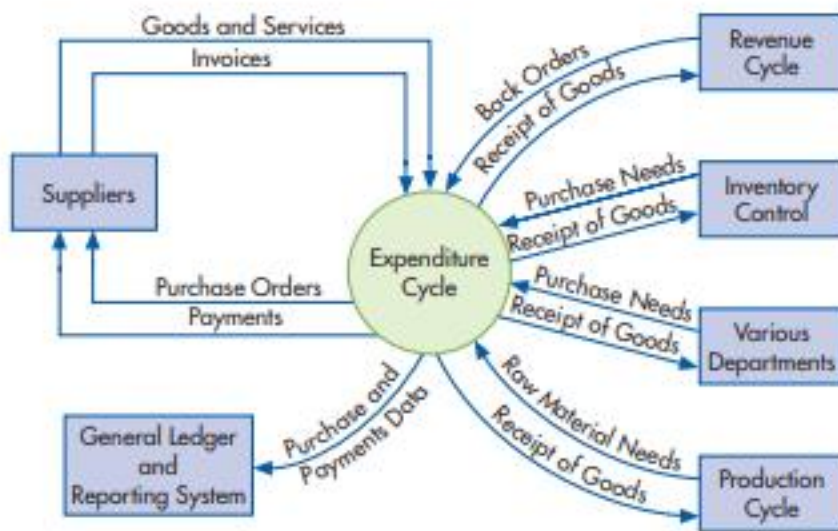 Goods and Services
Invoices
Suppliers
Purchase Orders
Payments
Expenditure
Cycle
Back Orders
Receipt of Goods
Revenue
Cycle
Purchase Needs
Receipt of Goods
Inventory
Control
Purchase Needs
Receipt of Goods
Various
Departments
Raw Material Needs
Receipt of Goods
Production
Cycle
Purchase and
Payments Data
General Ledger
and
Reporting System